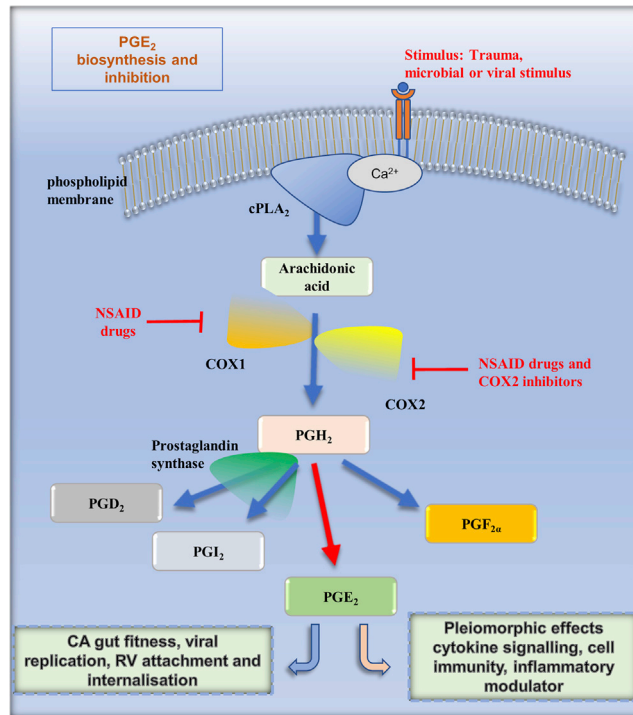 PGE₂
biosynthesis and
inhibition
Stimulus: Trauma,
microbial or viral stimulus
phospholipid
membrane
Ca²⁺
cPLA₂
Arachidonic
acid
NSAID
drugs
COX1
NSAID drugs and
COX2 inhibitors
COX2
PGH₂
Prostaglandin
synthase
PGD₂
PGI₂
PGF₂α
PGE₂
CA gut fitness, viral
replication, RV attachment and
internalisation
Pleiomorphic effects
cytokine signalling, cell
immunity, inflammatory
modulator